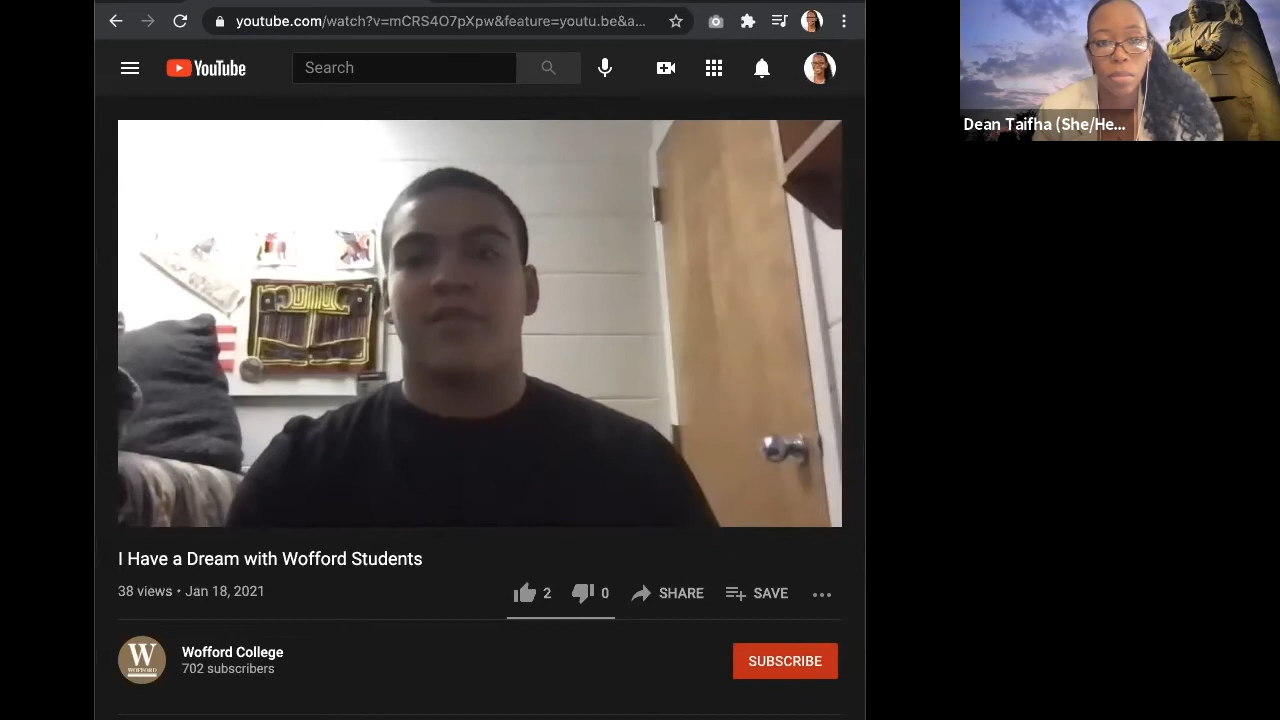 youtube.com/watch?v=mCRS4O7pXpw&feature=youtu.be&a...
YouTube
Search
Dean Taifha (She/He...
I Have a Dream with Wofford Students
38 views • Jan 18, 2021
2
0
SHARE
SAVE
W
WOFFORD
Wofford College
702 subscribers
SUBSCRIBE